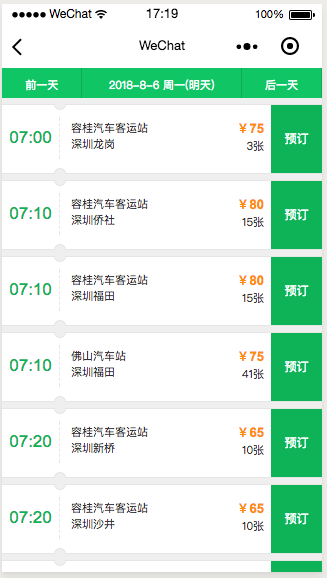 WeChat 17:19 100%
WeChat
前一天 2018-8-6 周一(明天) 后一天
07:00 容桂汽车客运站 ¥75 预订
深圳龙岗 3张
07:10 容桂汽车客运站 ¥80 预订
深圳侨社 15张
07:10 容桂汽车客运站 ¥80 预订
深圳福田 15张
07:10 佛山汽车站 ¥75 预订
深圳福田 41张
07:20 容桂汽车客运站 ¥65 预订
深圳新桥 10张
07:20 容桂汽车客运站 ¥65 预订
深圳沙井 10张